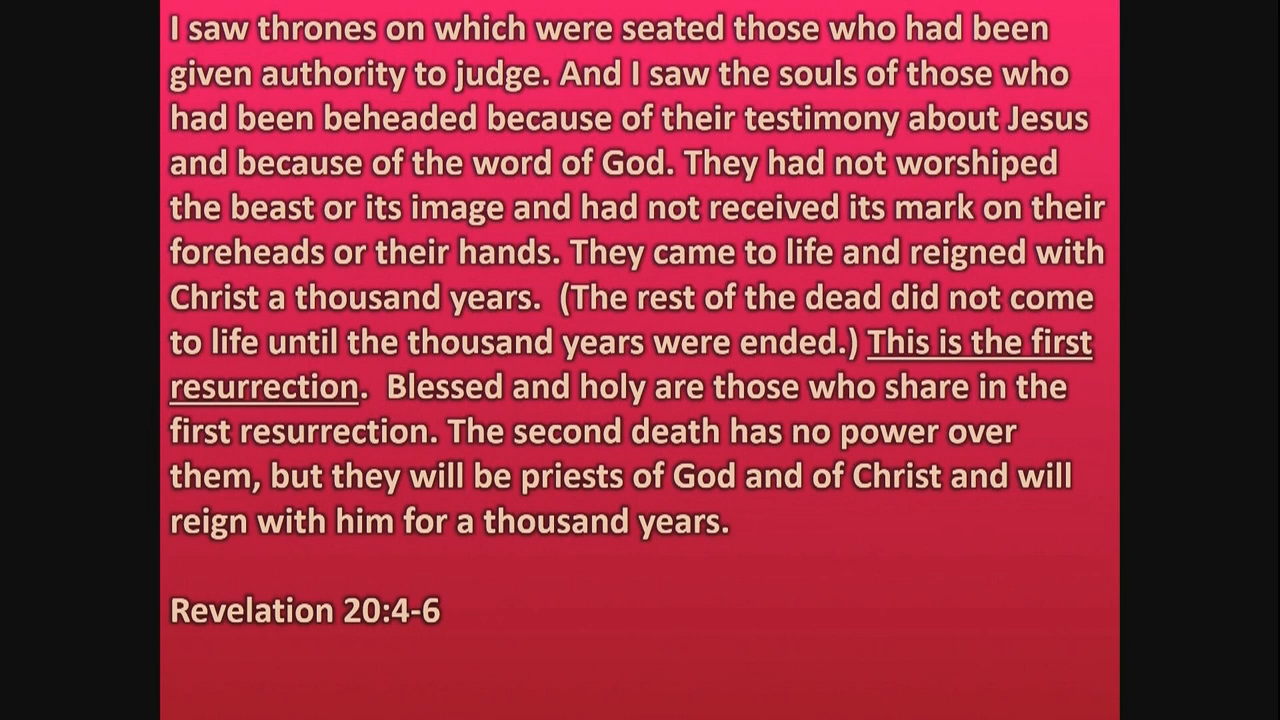 I saw thrones on which were seated those who had been
given authority to judge. And I saw the souls of those who
had been beheaded because of their testimony about Jesus
and because of the word of God. They had not worshiped
the beast or its image and had not received its mark on their
foreheads or their hands. They came to life and reigned with
Christ a thousand years.  (The rest of the dead did not come
to life until the thousand years were ended.) This is the first
resurrection.  Blessed and holy are those who share in the
first resurrection. The second death has no power over
them, but they will be priests of God and of Christ and will
reign with him for a thousand years.
Revelation 20:4-6